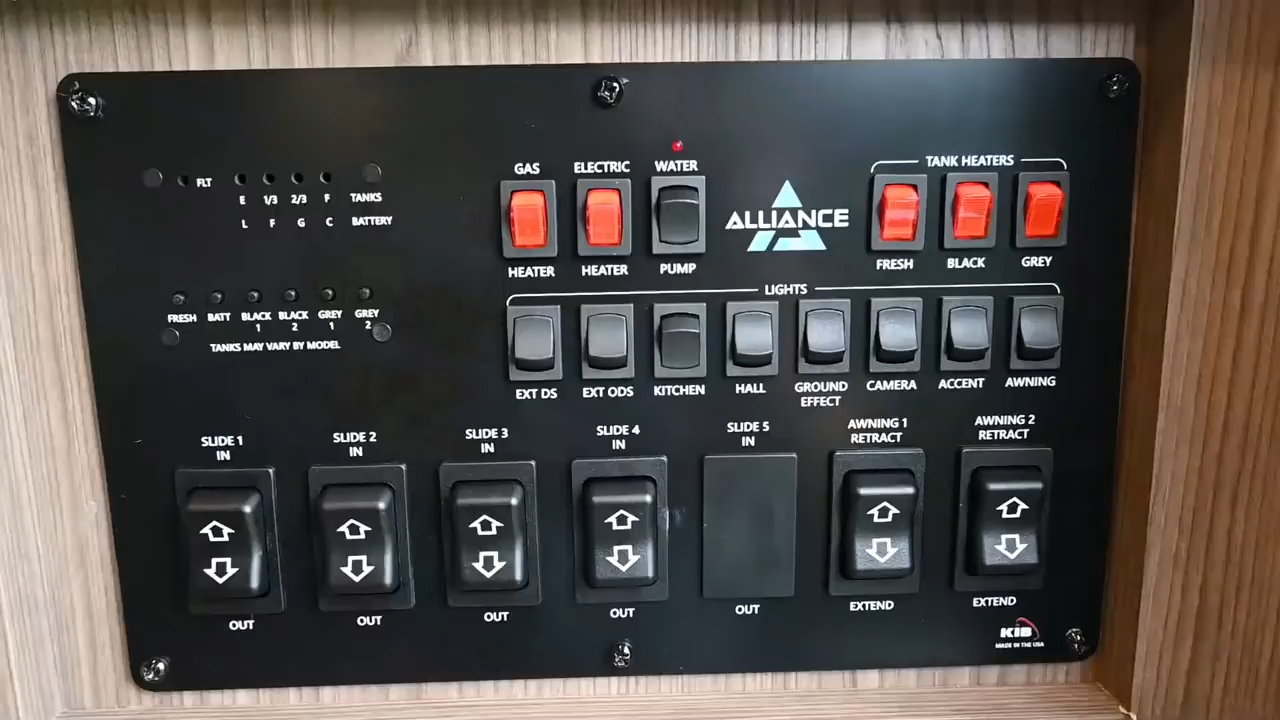 FLT
E 1/3 2/3 F TANKS
L F G C BATTERY
FRESH BATT BLACK 1 BLACK 2 GREY 1 GREY 2
TANKS MAY VARY BY MODEL
GAS HEATER
ELECTRIC HEATER
WATER PUMP
ALLIANCE
TANK HEATERS
FRESH BLACK GREY
LIGHTS
EXT DS EXT ODS KITCHEN HALL GROUND EFFECT CAMERA ACCENT AWNING
SLIDE 1
IN
OUT
SLIDE 2
IN
OUT
SLIDE 3
IN
OUT
SLIDE 4
IN
OUT
SLIDE 5
IN
OUT
AWNING 1
RETRACT
EXTEND
AWNING 2
RETRACT
EXTEND
KIB
MADE IN THE USA